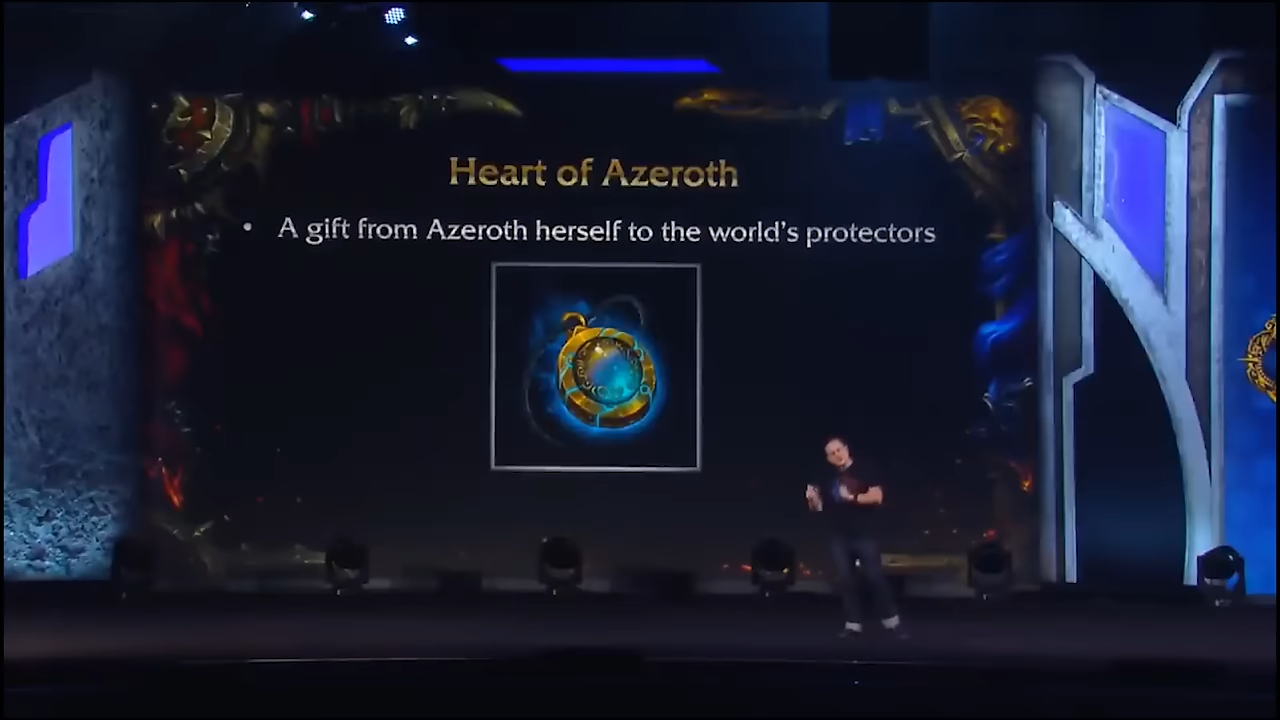 Heart of Azeroth
• A gift from Azeroth herself to the world's protectors